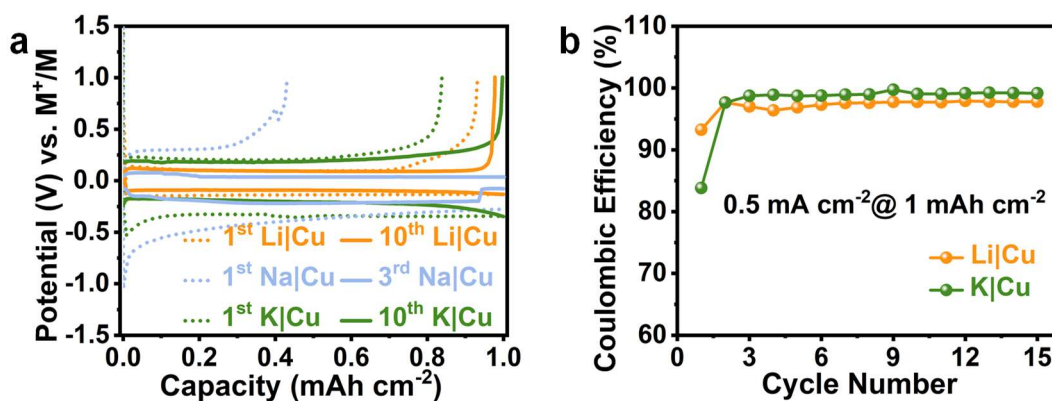 a
Potential (V) vs. M⁺/M
1.5
1.0
0.5
0.0
-0.5
-1.0
-1.5
1ˢᵗ Li|Cu 10ᵗʰ Li|Cu
1ˢᵗ Na|Cu 3ʳᵈ Na|Cu
1ˢᵗ K|Cu 10ᵗʰ K|Cu
0.0 0.2 0.4 0.6 0.8 1.0
Capacity (mAh cm⁻²)
b
Coulombic Efficiency (%)
110
100
90
80
70
60
0.5 mA cm⁻²@ 1 mAh cm⁻²
Li|Cu
K|Cu
0 3 6 9 12 15
Cycle Number